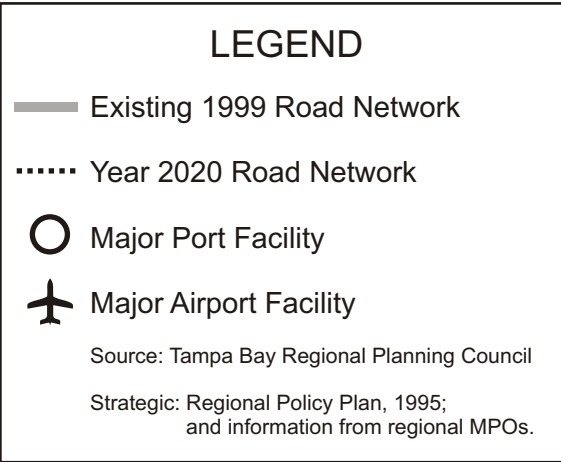 LEGEND
Existing 1999 Road Network
Year 2020 Road Network
Major Port Facility
Major Airport Facility
Source: Tampa Bay Regional Planning Council
Strategic: Regional Policy Plan, 1995;
and information from regional MPOs.